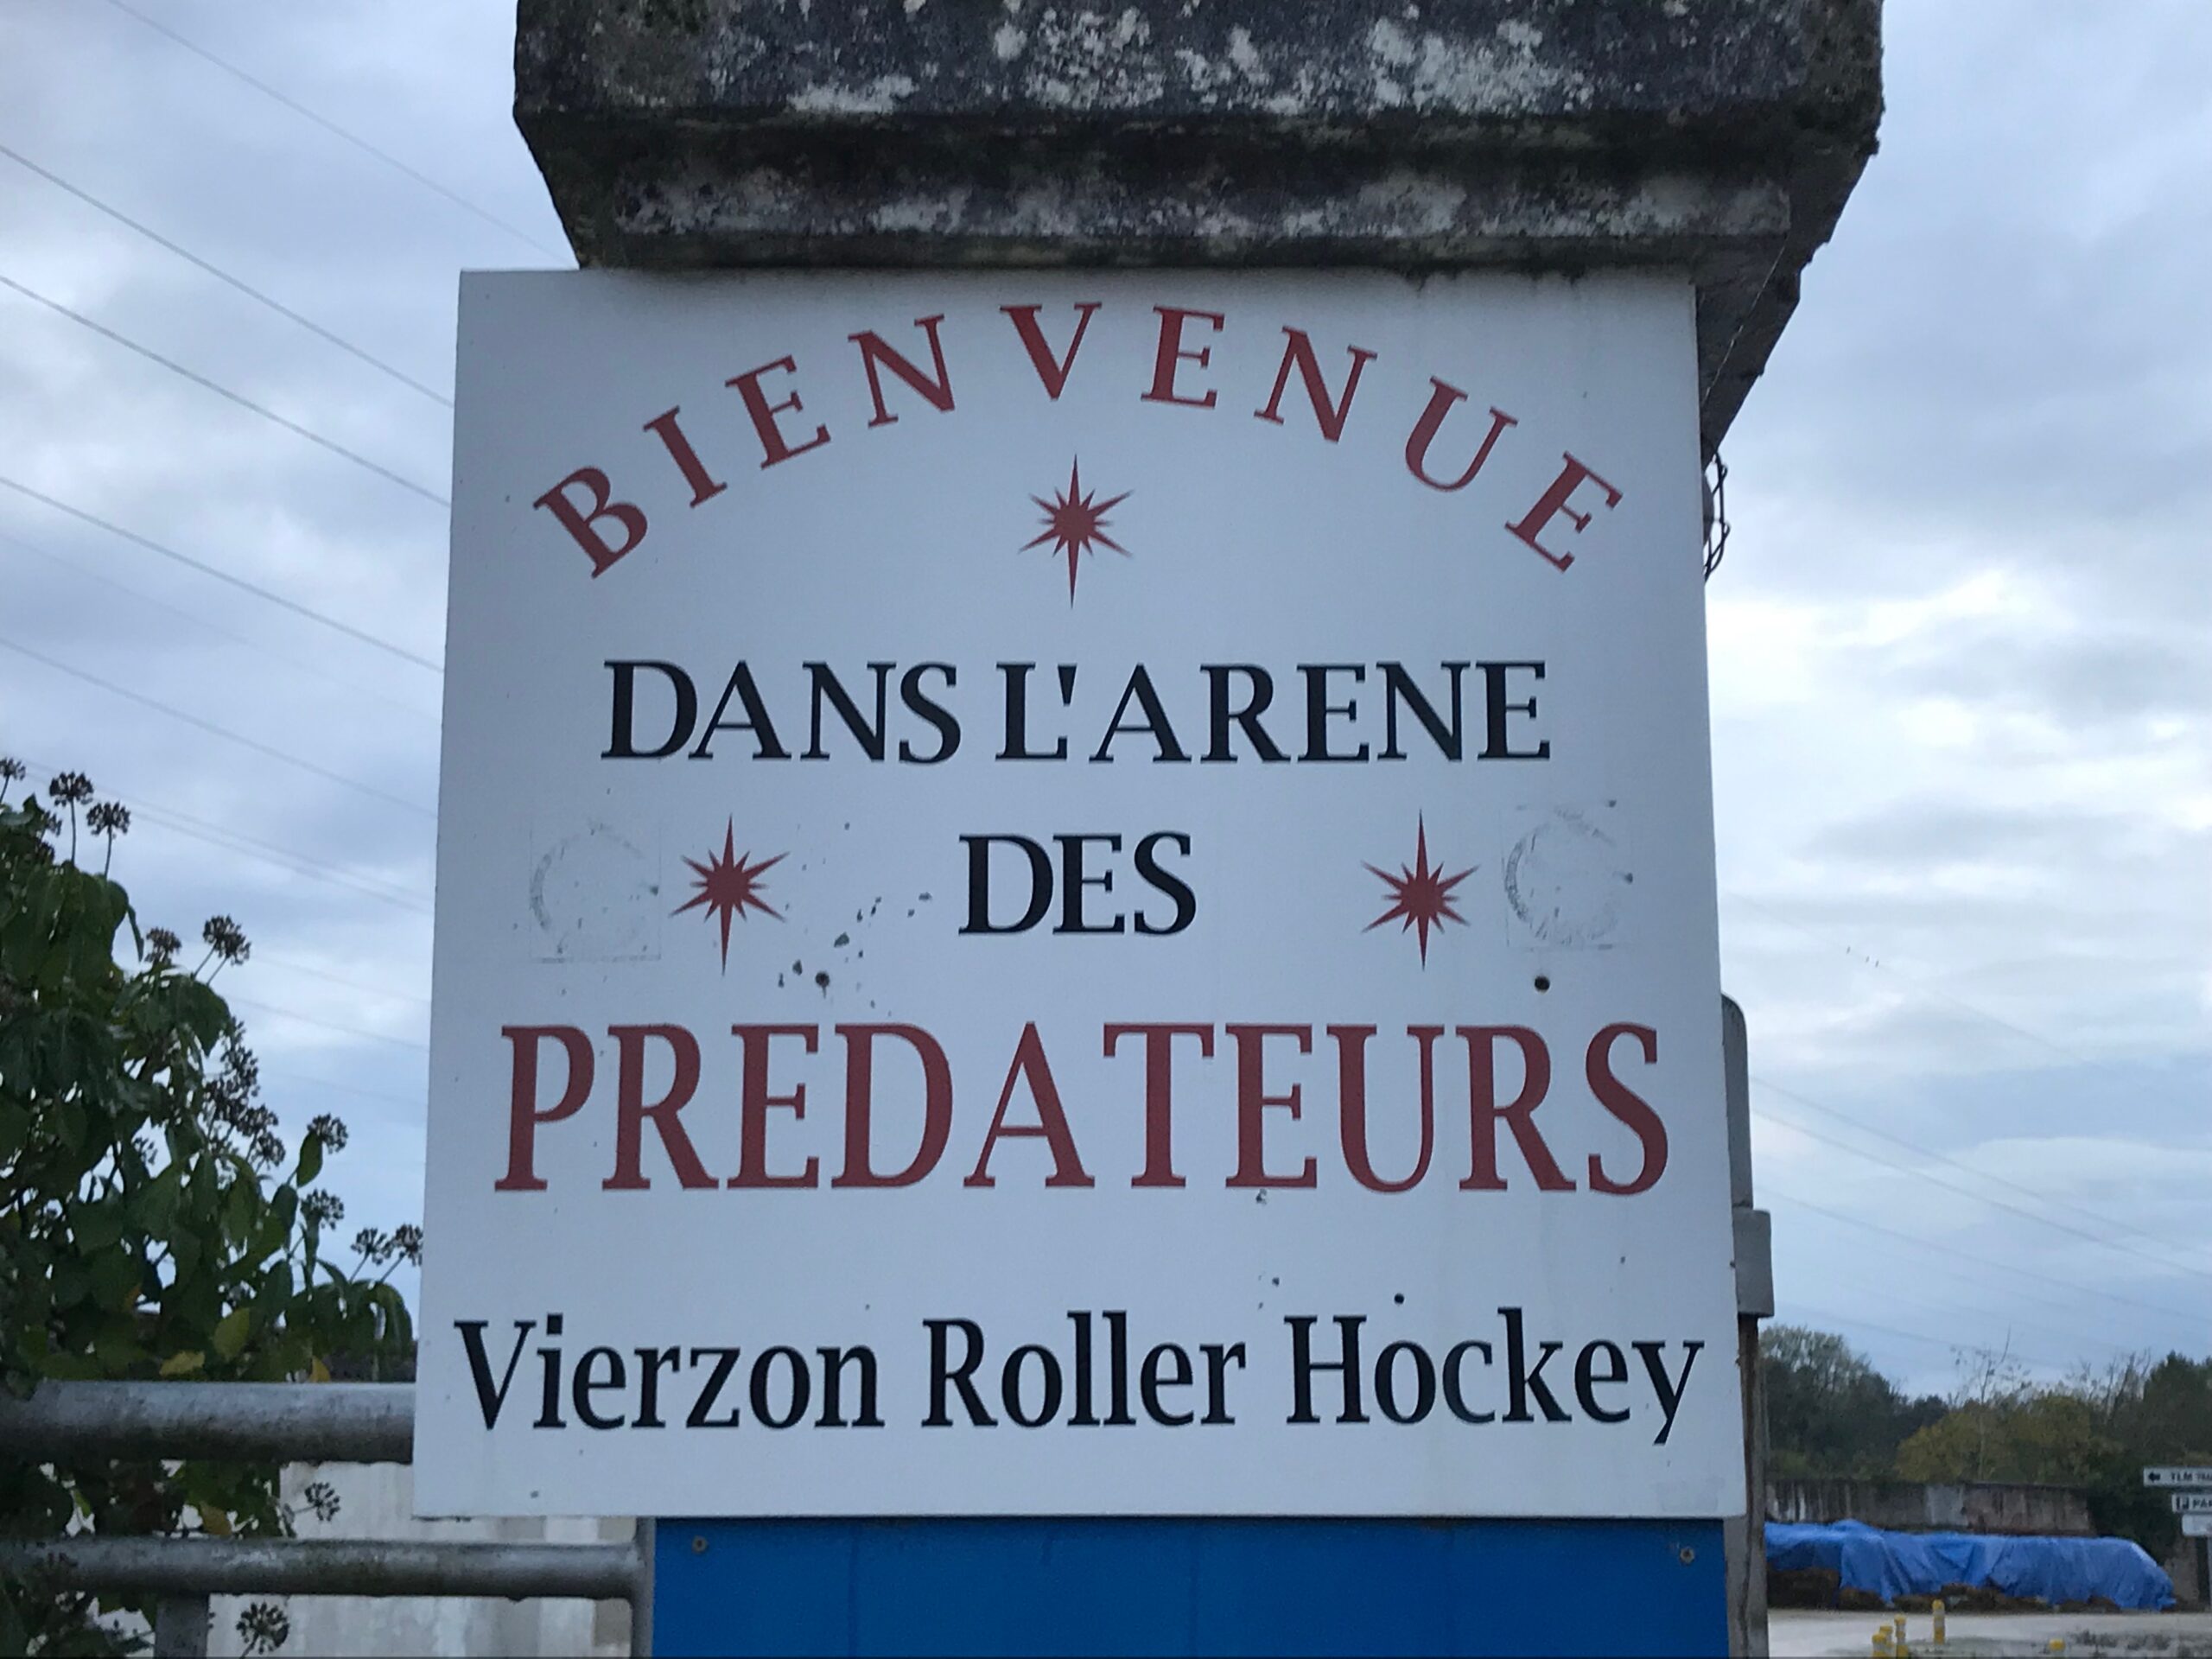 BIENVENUE
DANS L'ARENE
DES
PREDATEURS
Vierzon Roller Hockey